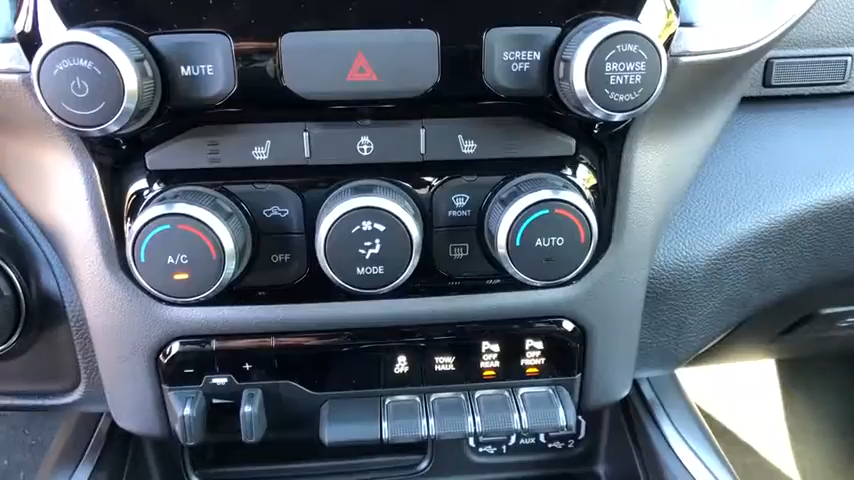 VOLUME
MUTE
SCREEN
OFF
TUNE
BROWSE
ENTER
SCROLL
A/C
OFF
MODE
FRONT
AUTO
OFF
TOW/
HAUL
P
OFF
REAR
P
OFF
FRONT
1
AUX